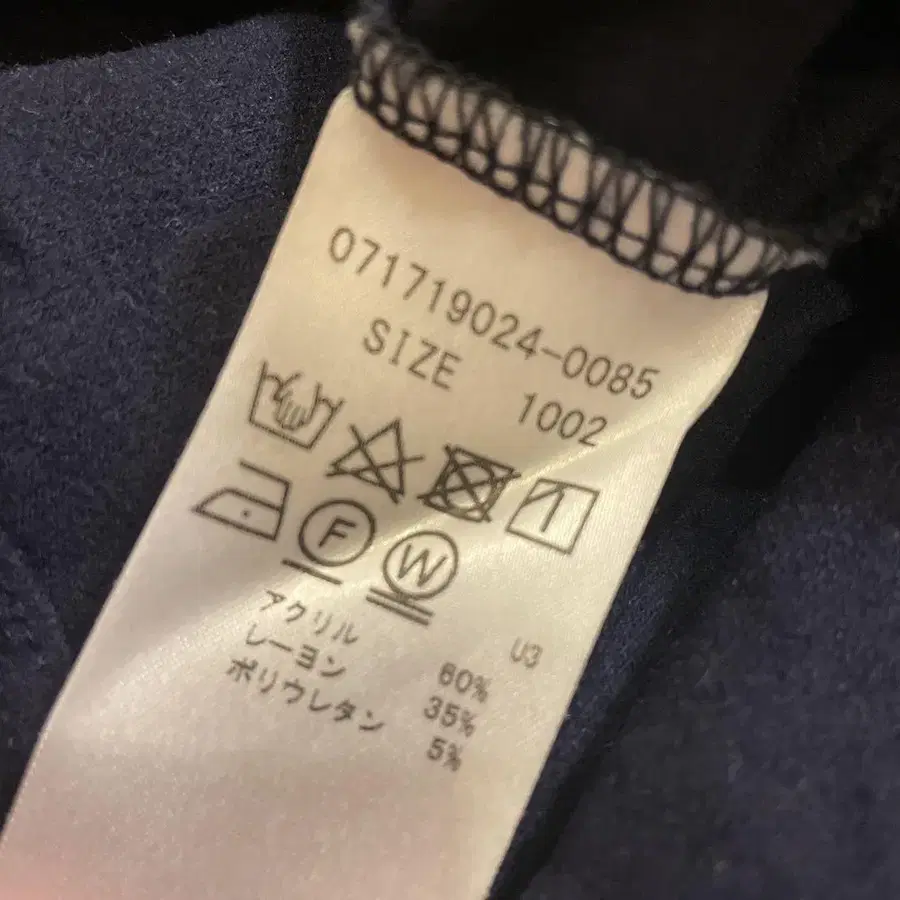 071719024-0085
SIZE 1002
F W
U3
アクリル 60%
レーヨン 35%
ポリウレタン 5%